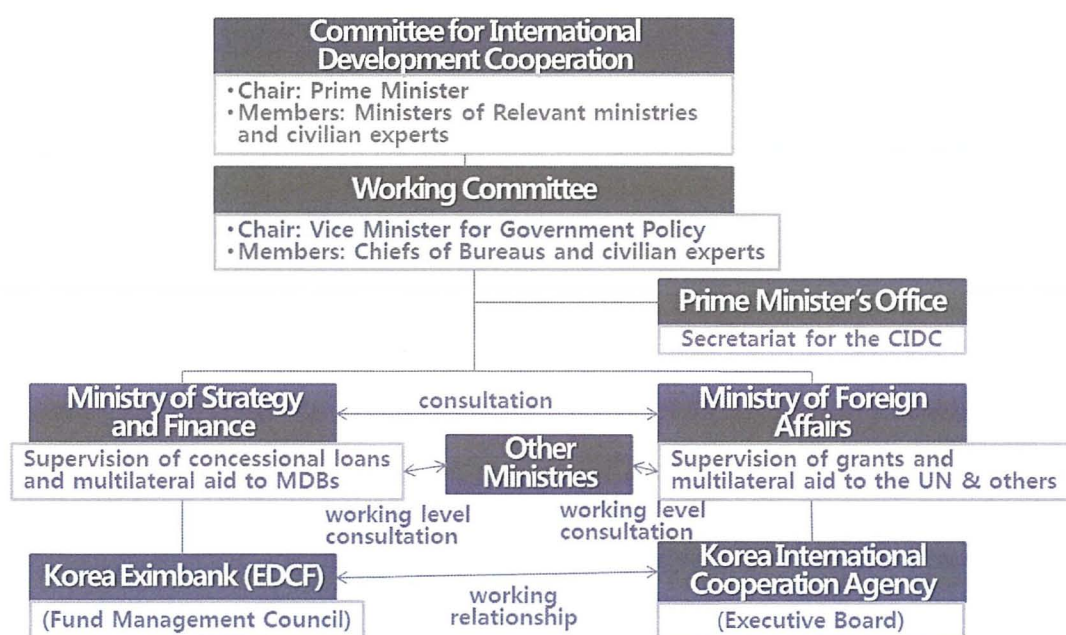 Committee for International
Development Cooperation
•Chair: Prime Minister
•Members: Ministers of Relevant ministries
and civilian experts
Working Committee
•Chair: Vice Minister for Government Policy
•Members: Chiefs of Bureaus and civilian experts
Prime Minister's Office
Secretariat for the CIDC
Ministry of Strategy
and Finance
Supervision of concessional loans
and multilateral aid to MDBs
consultation
Ministry of Foreign
Affairs
Supervision of grants and
multilateral aid to the UN & others
Other
Ministries
working level
consultation
working level
consultation
Korea Eximbank (EDCF)
(Fund Management Council)
working
relationship
Korea International
Cooperation Agency
(Executive Board)